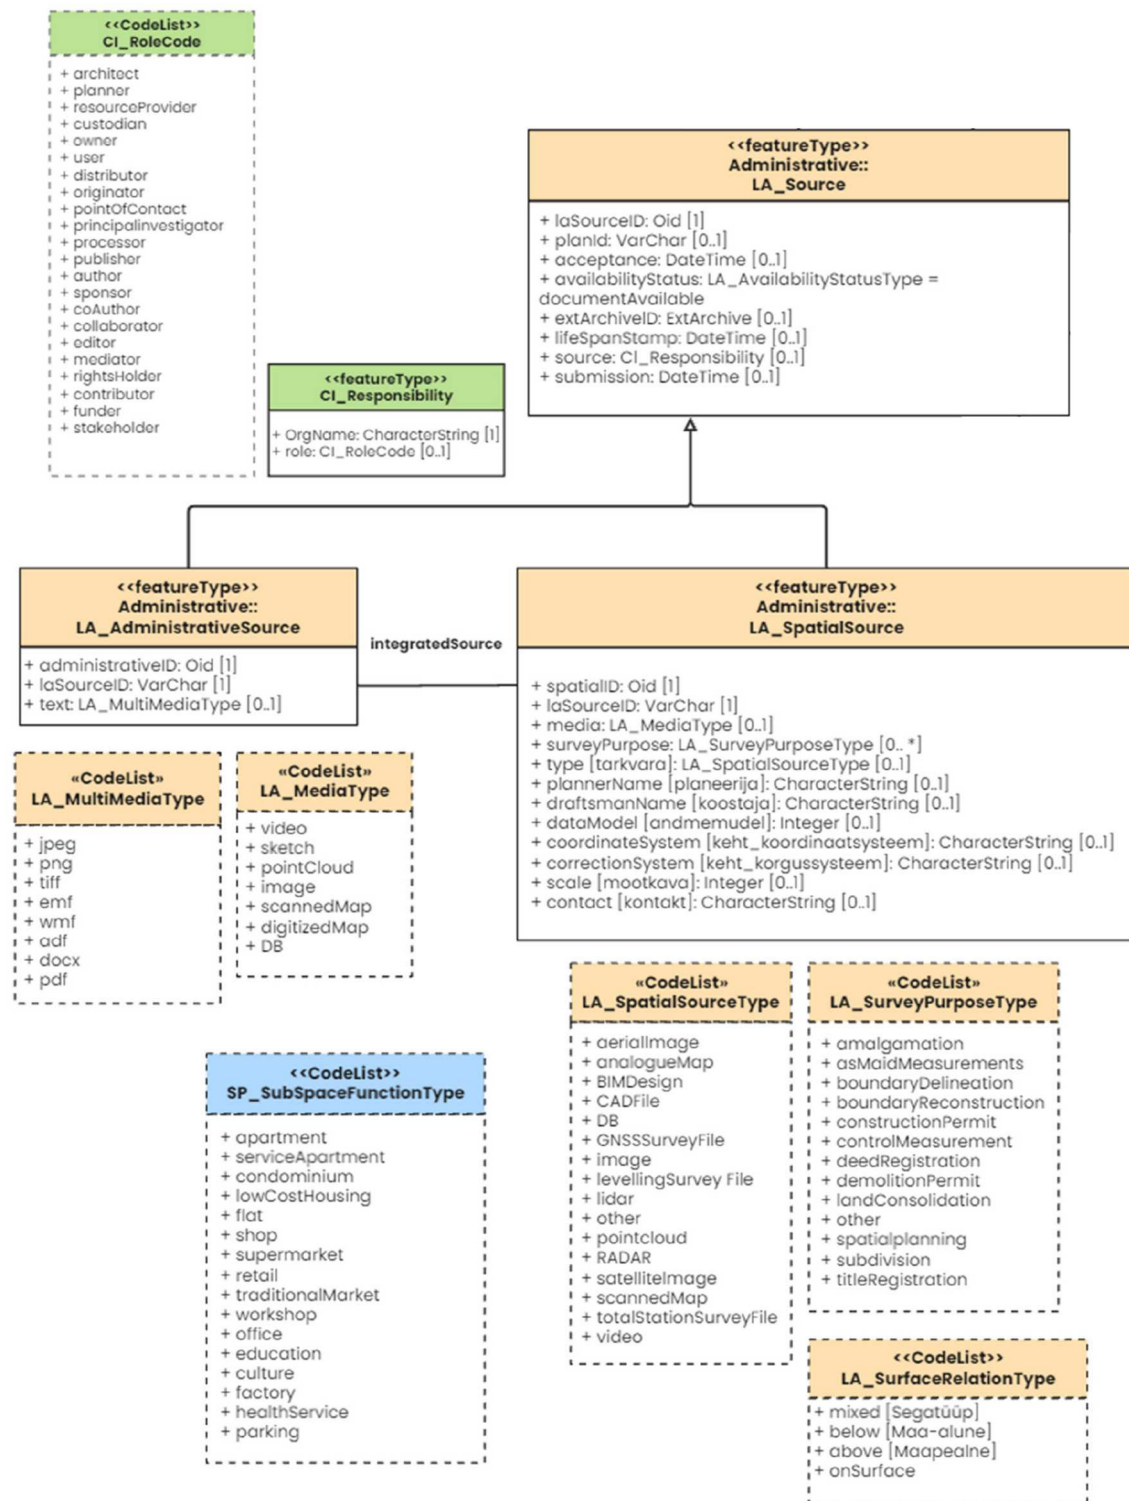 <<CodeList>>
CI_RoleCode
+ architect
+ planner
+ resourceProvider
+ custodian
+ owner
+ user
+ distributor
+ originator
+ pointOfContact
+ principalinvestigator
+ processor
+ publisher
+ author
+ sponsor
+ coAuthor
+ collaborator
+ editor
+ mediator
+ rightsHolder
+ contributor
+ funder
+ stakeholder
<<featureType>>
CI_Responsibility
+ OrgName: CharacterString [1]
+ role: CI_RoleCode [0..1]
<<featureType>>
Administrative::
LA_Source
+ laSourceID: Oid [1]
+ planId: VarChar [0..1]
+ acceptance: DateTime [0..1]
+ availabilityStatus: LA_AvailabilityStatusType =
documentAvailable
+ extArchiveID: ExtArchive [0..1]
+ lifeSpanStamp: DateTime [0..1]
+ source: CI_Responsibility [0..1]
+ submission: DateTime [0..1]
<<featureType>>
Administrative::
LA_AdministrativeSource
+ administrativeID: Oid [1]
+ laSourceID: VarChar [1]
+ text: LA_MultiMediaType [0..1]
integratedSource
<<featureType>>
Administrative::
LA_SpatialSource
+ spatialID: Oid [1]
+ laSourceID: VarChar [1]
+ media: LA_MediaType [0..1]
+ surveyPurpose: LA_SurveyPurposeType [0.. *]
+ type [tarkvara]: LA_SpatialSourceType [0..1]
+ plannerName [planeerija]: CharacterString [0..1]
+ draftsmanName [koostaja]: CharacterString [0..1]
+ dataModel [andmemudel]: Integer [0..1]
+ coordinateSystem [keht_koordinaatsysteem]: CharacterString [0..1]
+ correctionSystem [keht_korgussysteem]: CharacterString [0..1]
+ scale [mootkava]: Integer [0..1]
+ contact [kontakt]: CharacterString [0..1]
«CodeList»
LA_MultiMediaType
+ jpeg
+ png
+ tiff
+ emf
+ wmf
+ adf
+ docx
+ pdf
«CodeList»
LA_MediaType
+ video
+ sketch
+ pointCloud
+ image
+ scannedMap
+ digitizedMap
+ DB
«CodeList»
LA_SpatialSourceType
+ aerialImage
+ analogueMap
+ BIMDesign
+ CADFile
+ DB
+ GNSSSurveyFile
+ image
+ levellingSurvey File
+ lidar
+ other
+ pointcloud
+ RADAR
+ satelliteImage
+ scannedMap
+ totalStationSurveyFile
+ video
«CodeList»
LA_SurveyPurposeType
+ amalgamation
+ asMaidMeasurements
+ boundaryDelineation
+ boundaryReconstruction
+ constructionPermit
+ controlMeasurement
+ deedRegistration
+ demolitionPermit
+ landConsolidation
+ other
+ spatialplanning
+ subdivision
+ titleRegistration
<<CodeList>>
SP_SubSpaceFunctionType
+ apartment
+ serviceApartment
+ condominium
+ lowCostHousing
+ flat
+ shop
+ supermarket
+ retail
+ traditionalMarket
+ workshop
+ office
+ education
+ culture
+ factory
+ healthService
+ parking
<<CodeList>>
LA_SurfaceRelationType
+ mixed [Segatüüp]
+ below [Maa-alune]
+ above [Maapealne]
+ onSurface